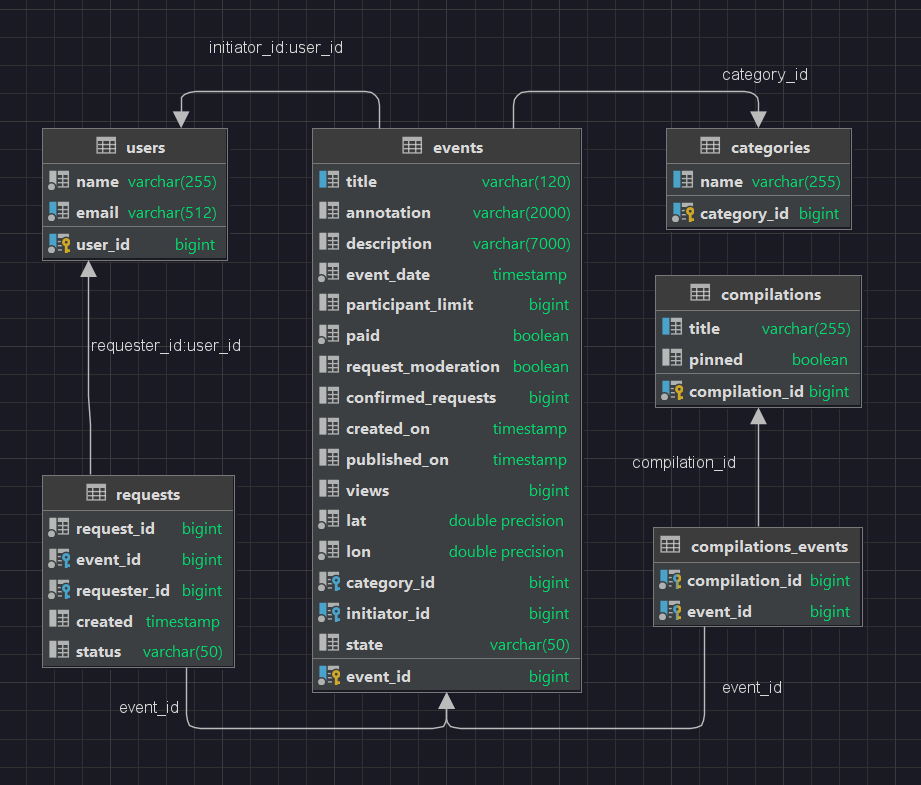 initiator_id:user_id
category_id
users
name varchar(255)
email varchar(512)
user_id bigint
events
title varchar(120)
annotation varchar(2000)
description varchar(7000)
event_date timestamp
participant_limit bigint
paid boolean
request_moderation boolean
confirmed_requests bigint
created_on timestamp
published_on timestamp
views bigint
lat double precision
lon double precision
category_id bigint
initiator_id bigint
state varchar(50)
event_id bigint
categories
name varchar(255)
category_id bigint
compilations
title varchar(255)
pinned boolean
compilation_id bigint
requester_id:user_id
compilation_id
requests
request_id bigint
event_id bigint
requester_id bigint
created timestamp
status varchar(50)
compilations_events
compilation_id bigint
event_id bigint
event_id
event_id